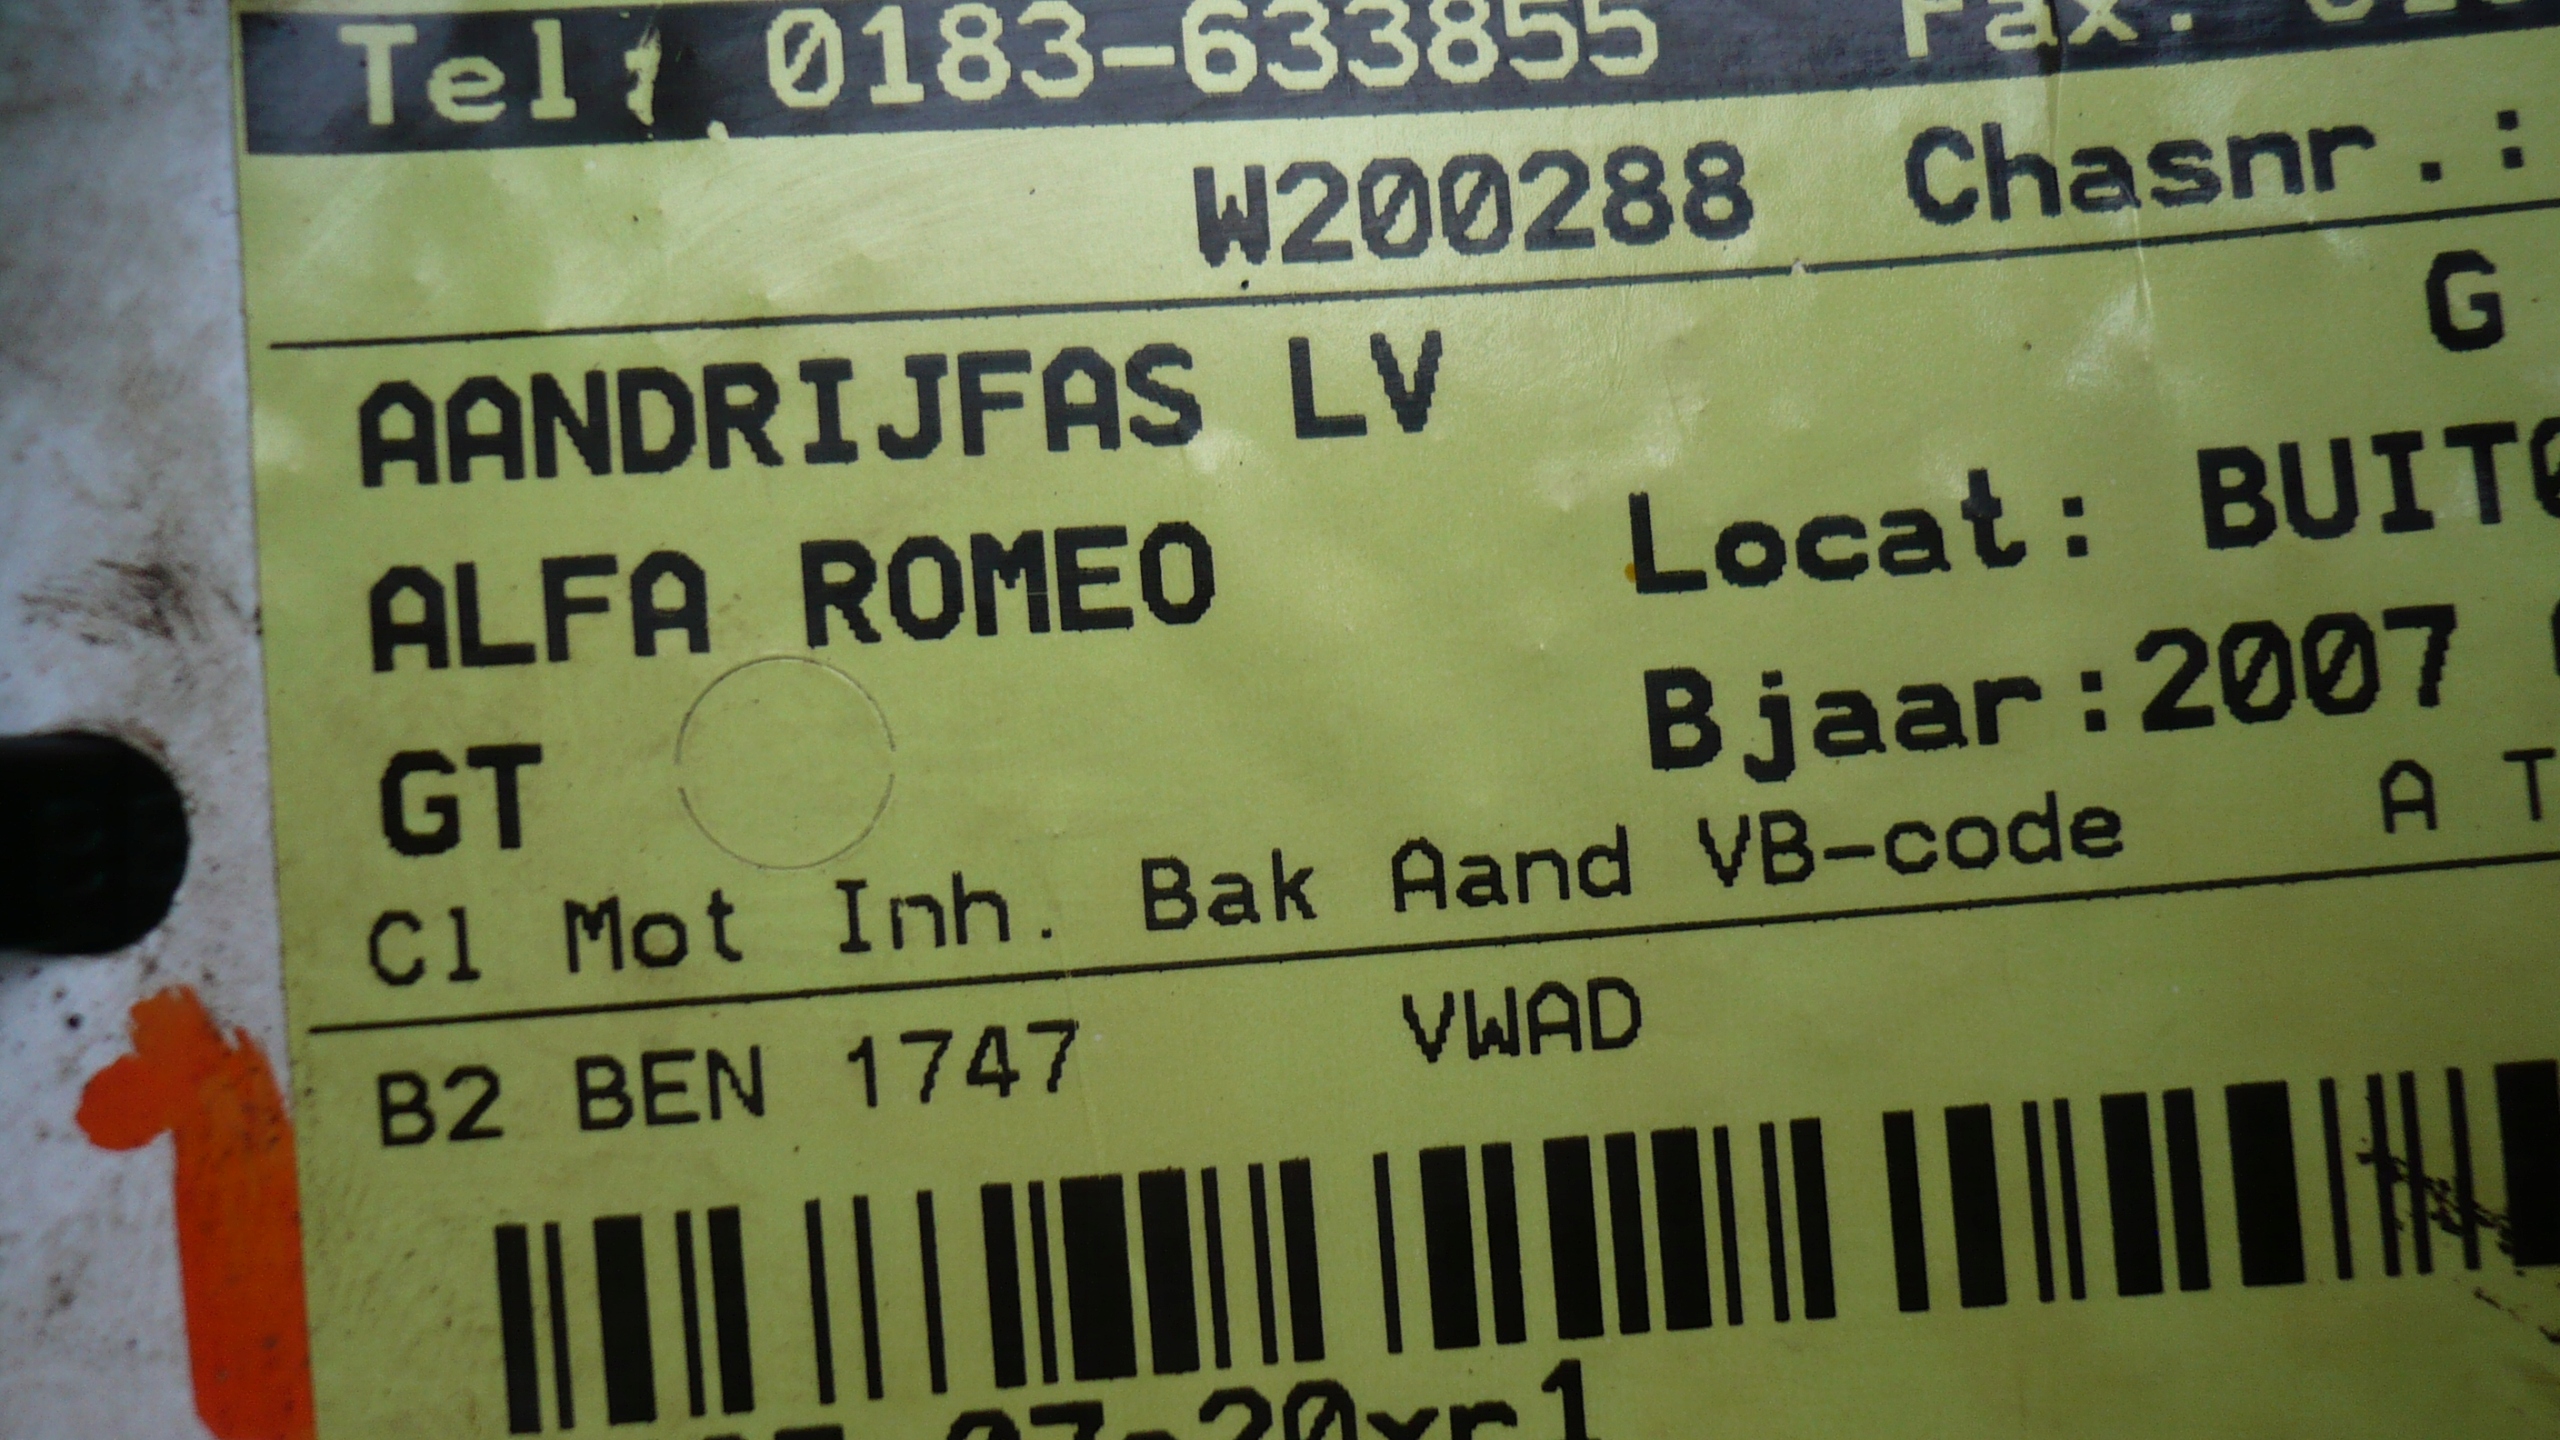 Tel: 0183-633855 Fax:
W200288 Chasnr.:
G
AANDRIJFAS LV
ALFA ROMEO Locat:
GT Bjaar:2007
Cl Mot Inh. Bak Aand VB-code A T
B2 BEN 1747 VWAD